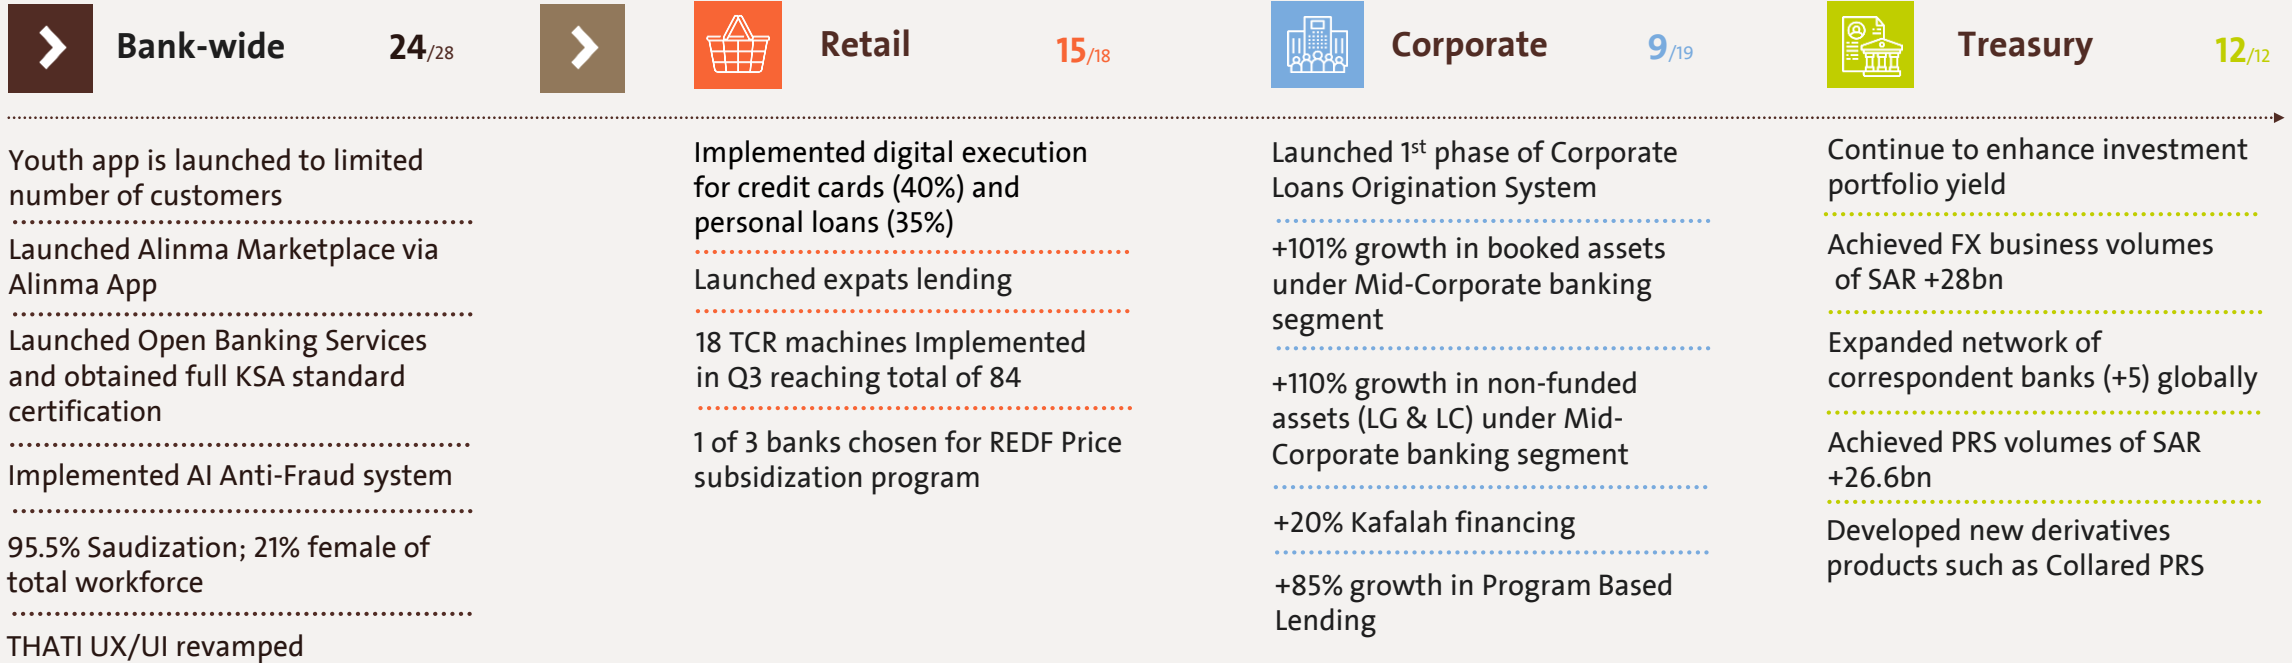 Bank-wide 24/28
Youth app is launched to limited
number of customers
Launched Alinma Marketplace via
Alinma App
Launched Open Banking Services
and obtained full KSA standard
certification
Implemented AI Anti-Fraud system
95.5% Saudization; 21% female of
total workforce
THATI UX/UI revamped
Retail 15/18
Implemented digital execution
for credit cards (40%) and
personal loans (35%)
Launched expats lending
18 TCR machines Implemented
in Q3 reaching total of 84
1 of 3 banks chosen for REDF Price
subsidization program
Corporate 9/19
Launched 1st phase of Corporate
Loans Origination System
+101% growth in booked assets
under Mid-Corporate banking
segment
+110% growth in non-funded
assets (LG & LC) under Mid-
Corporate banking segment
+20% Kafalah financing
+85% growth in Program Based
Lending
Treasury 12/12
Continue to enhance investment
portfolio yield
Achieved FX business volumes
of SAR +28bn
Expanded network of
correspondent banks (+5) globally
Achieved PRS volumes of SAR
+26.6bn
Developed new derivatives
products such as Collared PRS